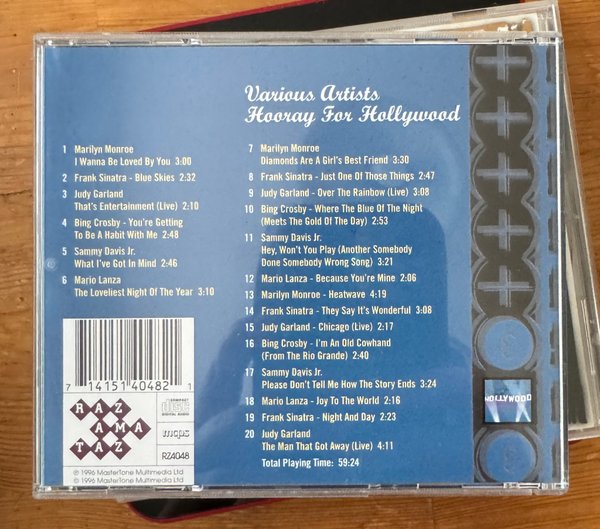 Various Artists
Hooray For Hollywood
1 Marilyn Monroe
I Wanna Be Loved By You 3:00
2 Frank Sinatra - Blue Skies 2:32
3 Judy Garland
That's Entertainment (Live) 2:10
4 Bing Crosby - You're Getting
To Be A Habit With Me 2:48
5 Sammy Davis Jr.
What I've Got In Mind 2:46
6 Mario Lanza
The Loveliest Night Of The Year 3:10
7 Marilyn Monroe
Diamonds Are A Girl's Best Friend 3:30
8 Frank Sinatra - Just One Of Those Things 2:47
9 Judy Garland - Over The Rainbow (Live) 3:08
10 Bing Crosby - Where The Blue Of The Night
(Meets The Gold Of The Day) 2:53
11 Sammy Davis Jr.
Hey, Won't You Play (Another Somebody
Done Somebody Wrong Song) 3:21
12 Mario Lanza - Because You're Mine 2:06
13 Marilyn Monroe - Heatwave 4:19
14 Frank Sinatra - They Say It's Wonderful 3:08
15 Judy Garland - Chicago (Live) 2:17
16 Bing Crosby - I'm An Old Cowhand
(From The Rio Grande) 2:40
17 Sammy Davis Jr.
Please Don't Tell Me How The Story Ends 3:24
18 Mario Lanza - Joy To The World 2:16
19 Frank Sinatra - Night And Day 2:23
20 Judy Garland
The Man That Got Away (Live) 4:11
Total Playing Time: 59:24
7 14151 40482 1
RAZ
AMA
TAZ
COMPACT
disc
DIGITAL AUDIO
mcps
RZ4048
℗ 1996 MasterTone Multimedia Ltd
© 1996 MasterTone Multimedia Ltd